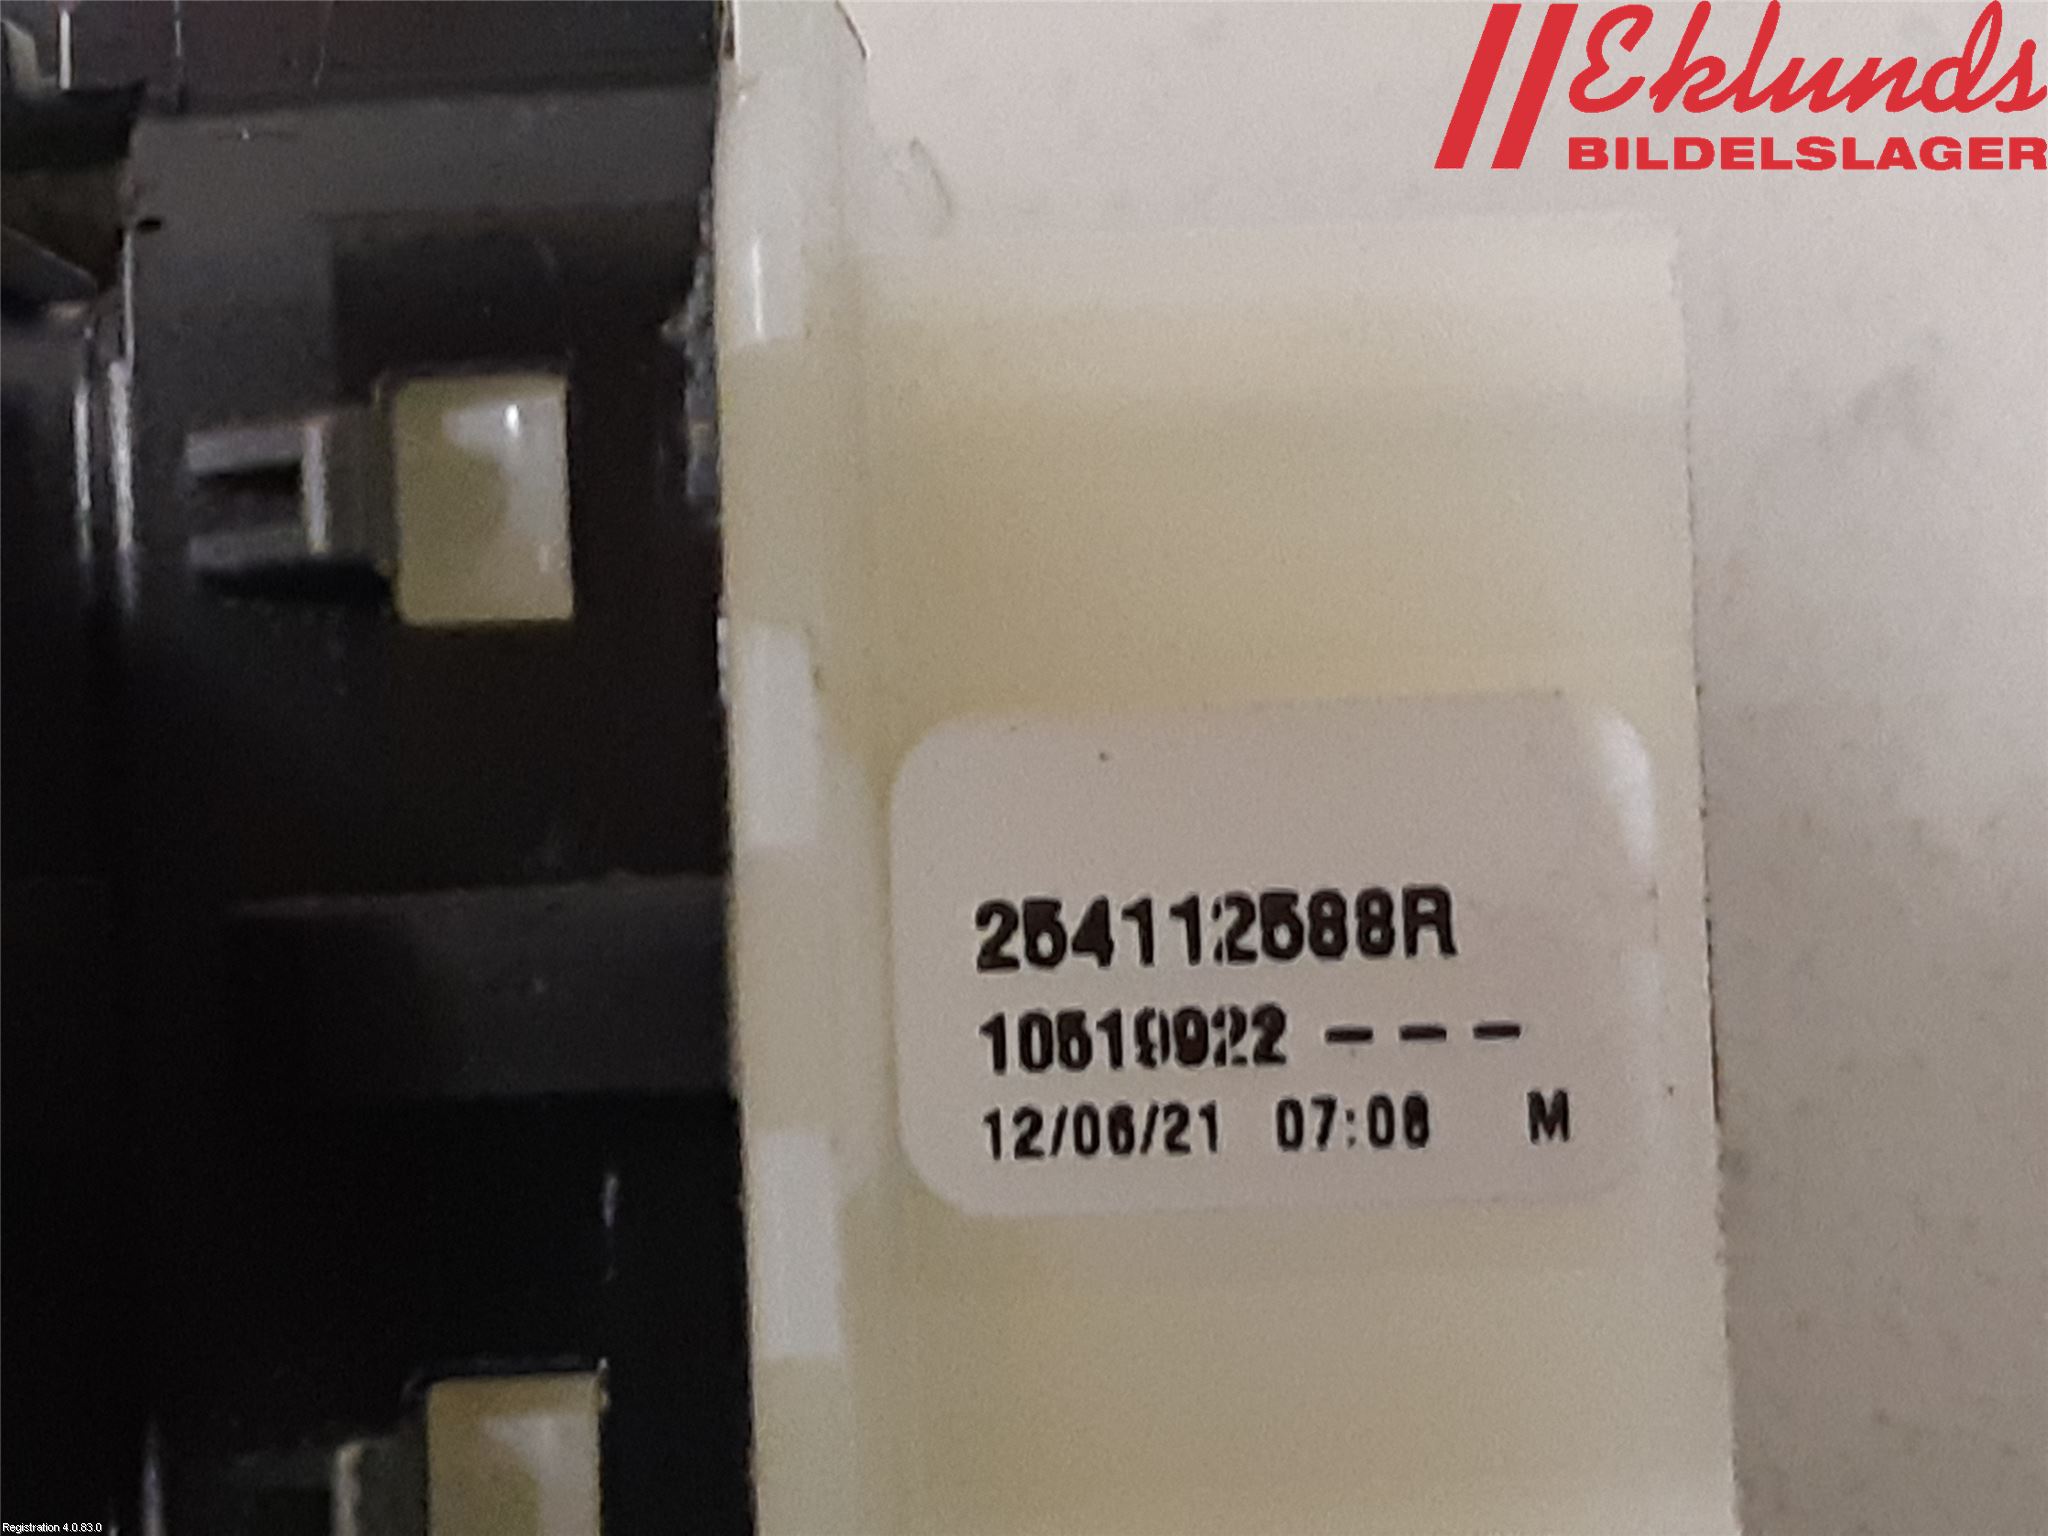 Eklunds
BILDELSLAGER
254112588R
10519922 - - -
12/06/21 07:08 M
Registration 4.0.83.0